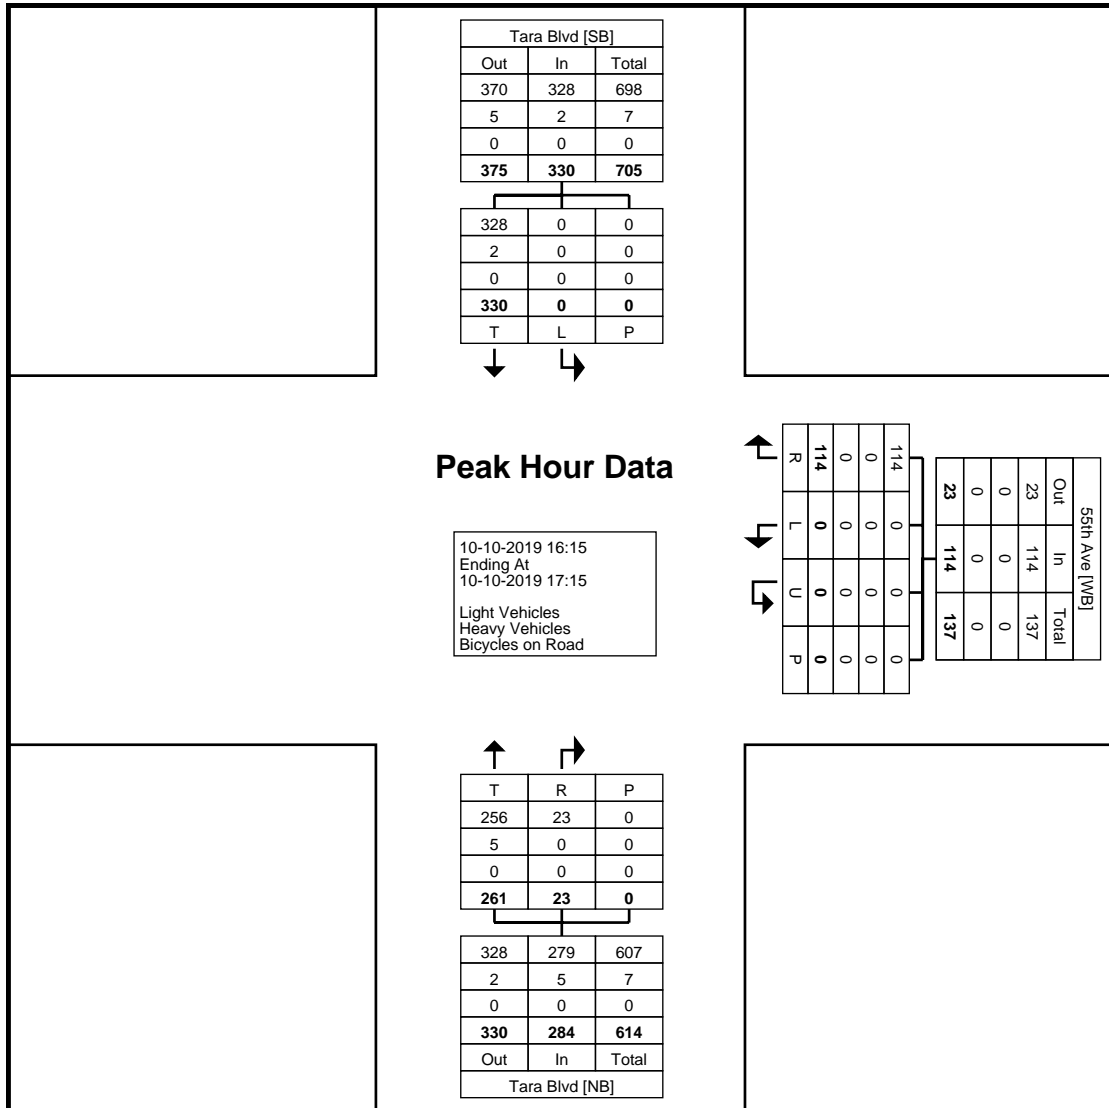 Tara Blvd [SB]
Out In Total
370 328 698
5 2 7
0 0 0
375 330 705
328 0 0
2 0 0
0 0 0
330 0 0
T L P
Peak Hour Data
10-10-2019 16:15
Ending At
10-10-2019 17:15
Light Vehicles
Heavy Vehicles
Bicycles on Road
55th Ave [WB]
Out In Total
23 114 137
0 0 0
0 0 0
23 114 137
114 0 0 0
0 0 0 0
0 0 0 0
114 0 0 0
R L U P
T R P
256 23 0
5 0 0
0 0 0
261 23 0
328 279 607
2 5 7
0 0 0
330 284 614
Out In Total
Tara Blvd [NB]